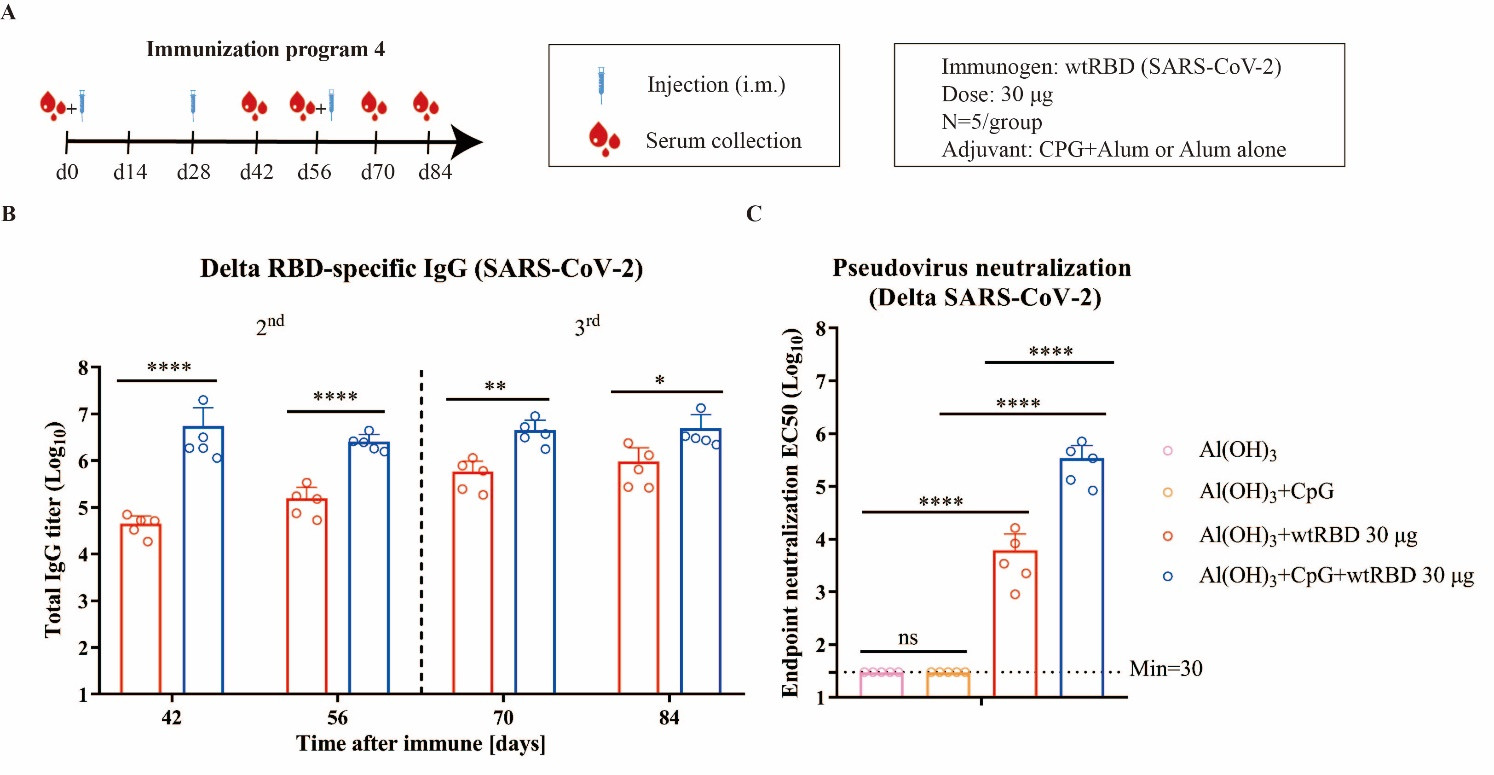 A
Immunization program 4
+
+
d0 d14 d28 d42 d56 d70 d84
Injection (i.m.)
Serum collection
Immunogen: wtRBD (SARS-CoV-2)
Dose: 30 μg
N=5/group
Adjuvant: CPG+Alum or Alum alone
B
Delta RBD-specific IgG (SARS-CoV-2)
2nd 3rd
**** **** ** *
Total IgG titer (Log10)
8
7
6
5
4
3
2
1
42 56 70 84
Time after immune [days]
C
Pseudovirus neutralization
(Delta SARS-CoV-2)
Endpoint neutralization EC50 (Log10)
8
7
6
5
4
3
2
1
****
****
****
ns
Min=30
Al(OH)3
Al(OH)3+CpG
Al(OH)3+wtRBD 30 μg
Al(OH)3+CpG+wtRBD 30 μg